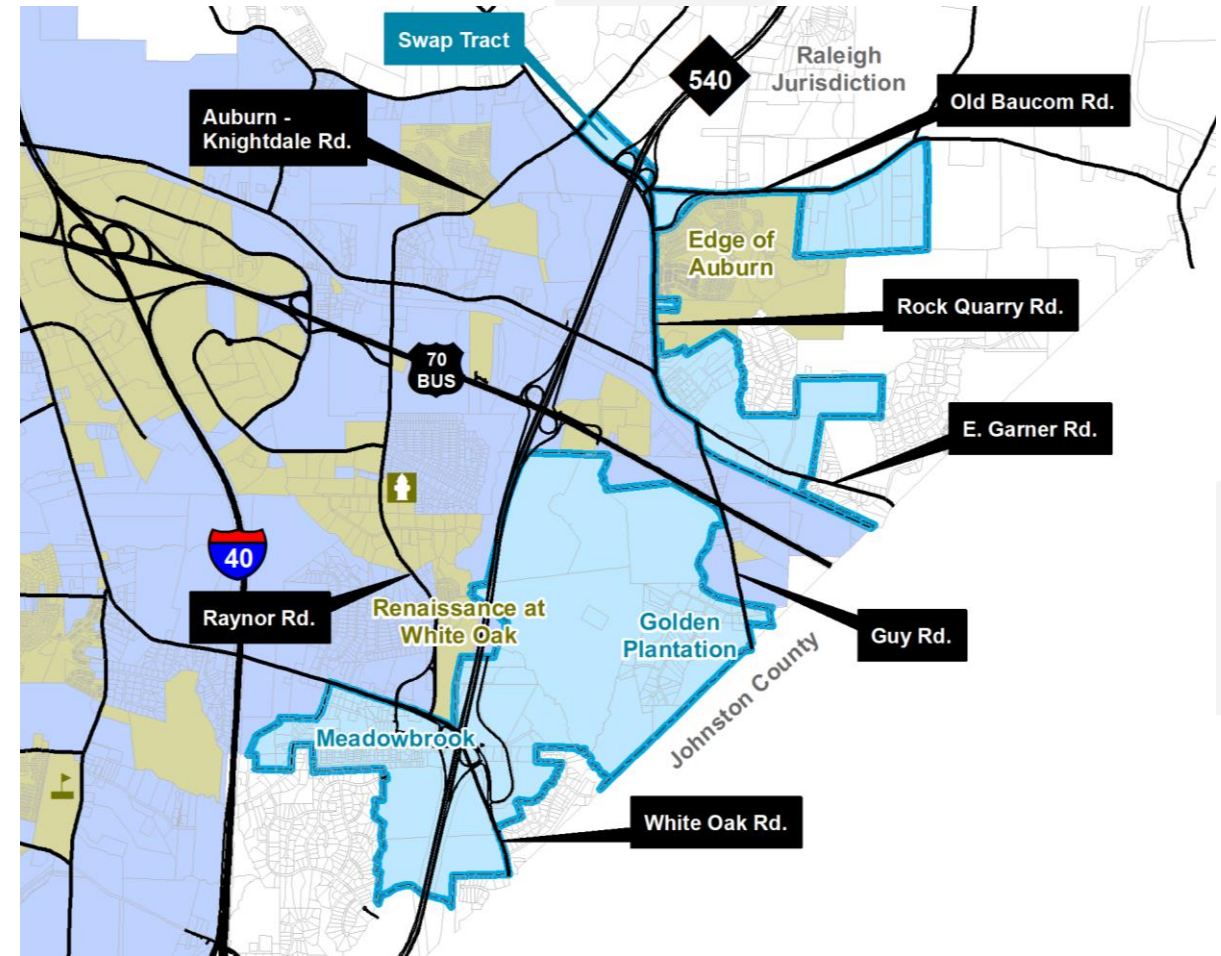 Swap Tract
540
Raleigh
Jurisdiction
Old Baucom Rd.
Auburn -
Knightdale Rd.
Edge of
Auburn
Rock Quarry Rd.
70
BUS
E. Garner Rd.
40
Raynor Rd.
Renaissance at
White Oak
Golden
Plantation
Guy Rd.
Johnston County
Meadowbrook
White Oak Rd.